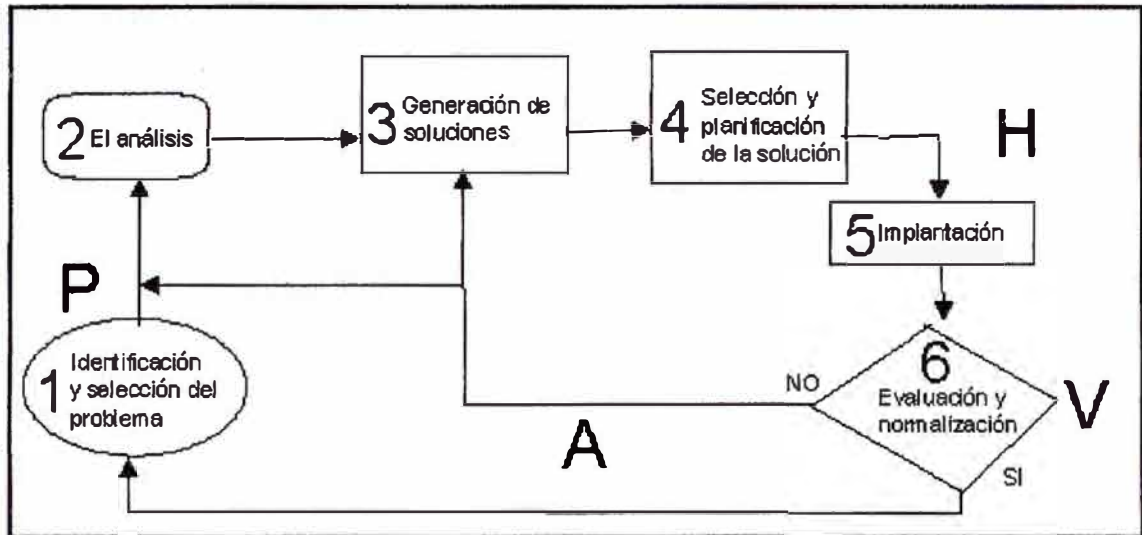 1 Identificación
y selección del
problema
P
2 El análisis
3 Generación de
soluciones
4 Selección y
planificación
de la solución
H
5 Implantación
6
Evaluación y
normalización
V
NO
SI
A